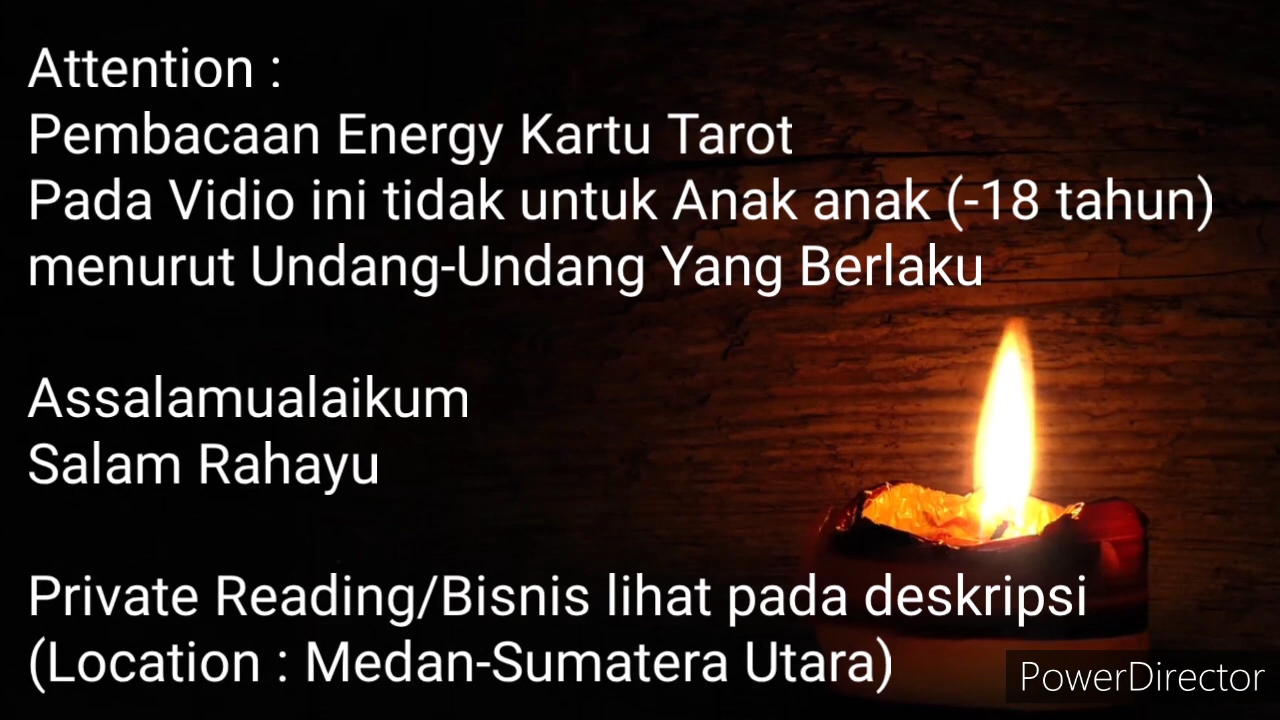 Attention :
Pembacaan Energy Kartu Tarot
Pada Vidio ini tidak untuk Anak anak (-18 tahun)
menurut Undang-Undang Yang Berlaku
Assalamualaikum
Salam Rahayu
Private Reading/Bisnis lihat pada deskripsi
(Location : Medan-Sumatera Utara)
PowerDirector